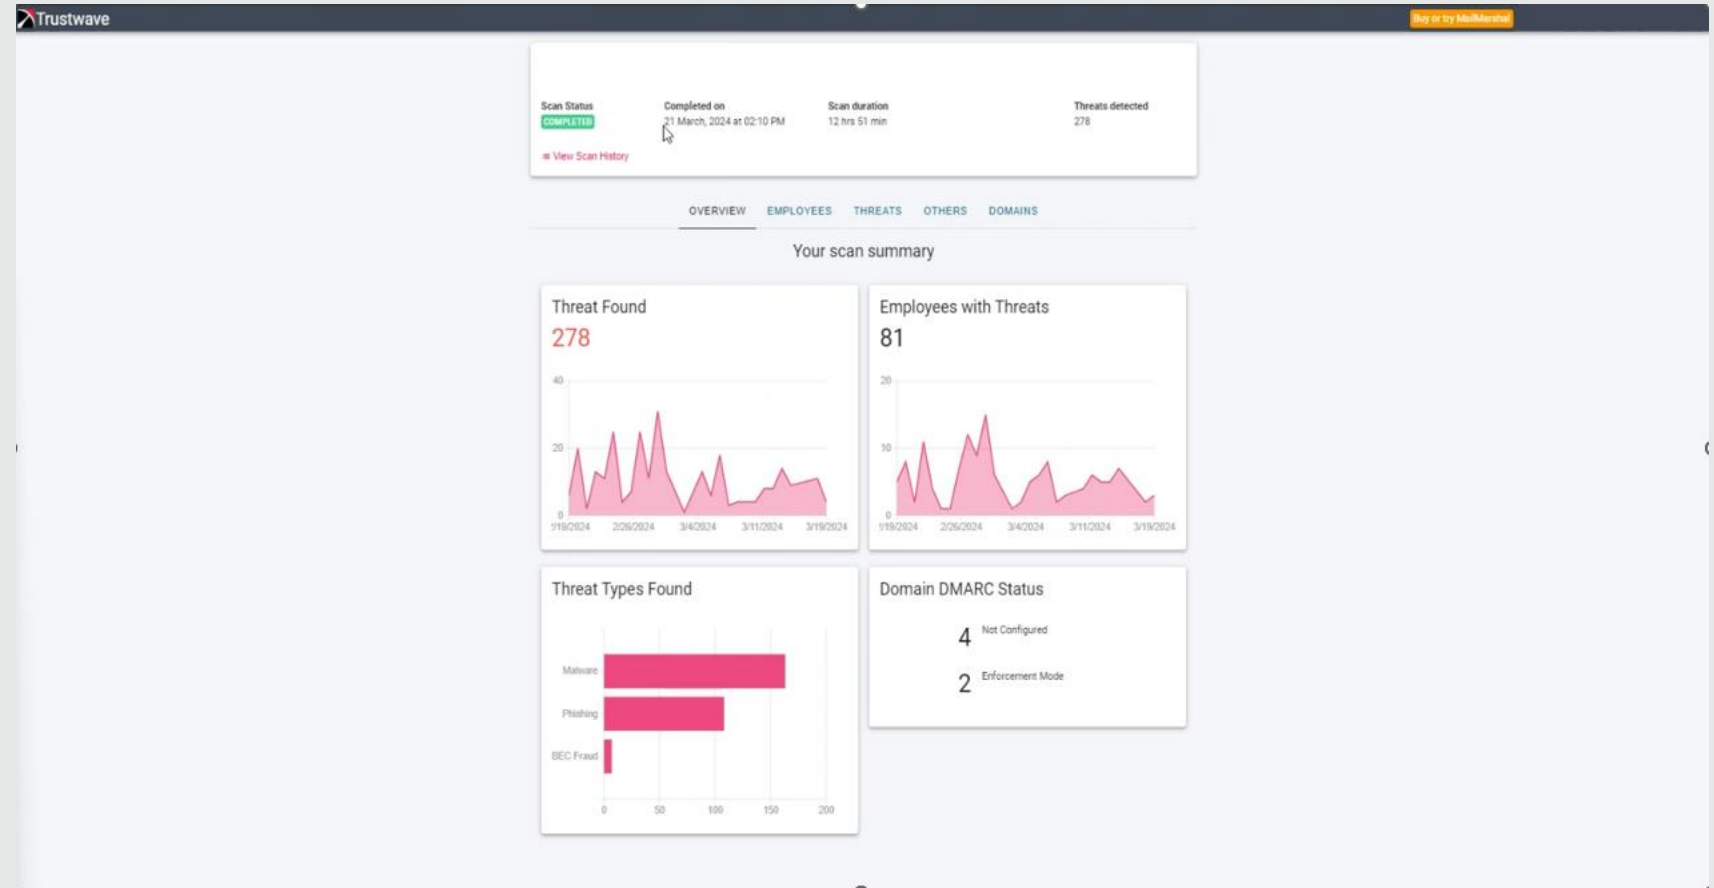 Trustwave
Buy or try MailMarshal
Scan Status
Completed on
Scan duration
Threats detected
COMPLETED
21 March, 2024 at 02:10 PM
12 hrs 51 min
278
View Scan History
OVERVIEW EMPLOYEES THREATS OTHERS DOMAINS
Your scan summary
Threat Found
278
40
20
0
2/26/2024 3/4/2024 3/11/2024 3/19/2024
Employees with Threats
81
20
10
0
2/26/2024 3/4/2024 3/11/2024 3/19/2024
Threat Types Found
Malware
Phishing
BEC Fraud
0 50 100 150 200
Domain DMARC Status
4 Not Configured
2 Enforcement Mode